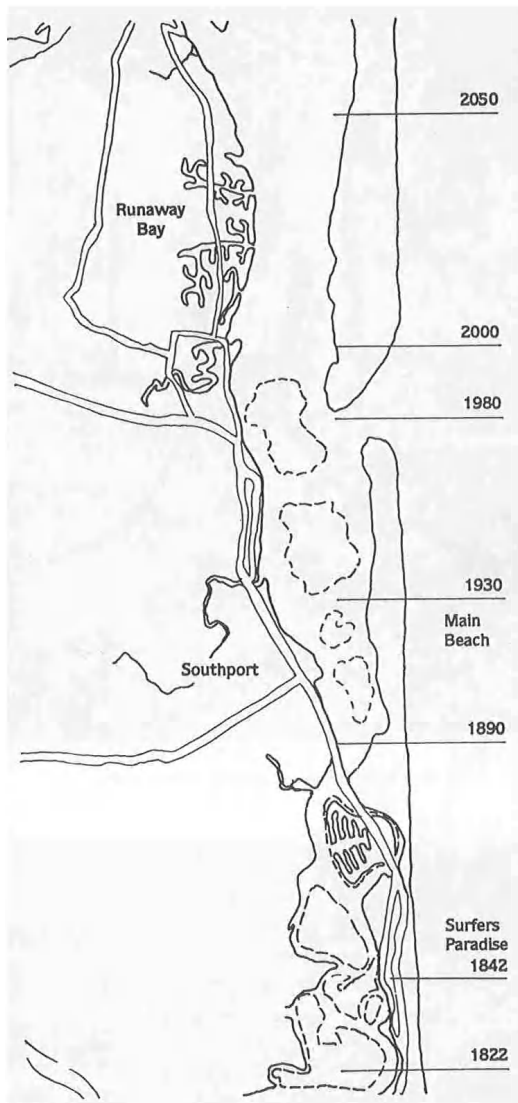 2050
Runaway
Bay
2000
1980
1930
Main
Beach
Southport
1890
Surfers
Paradise
1842
1822